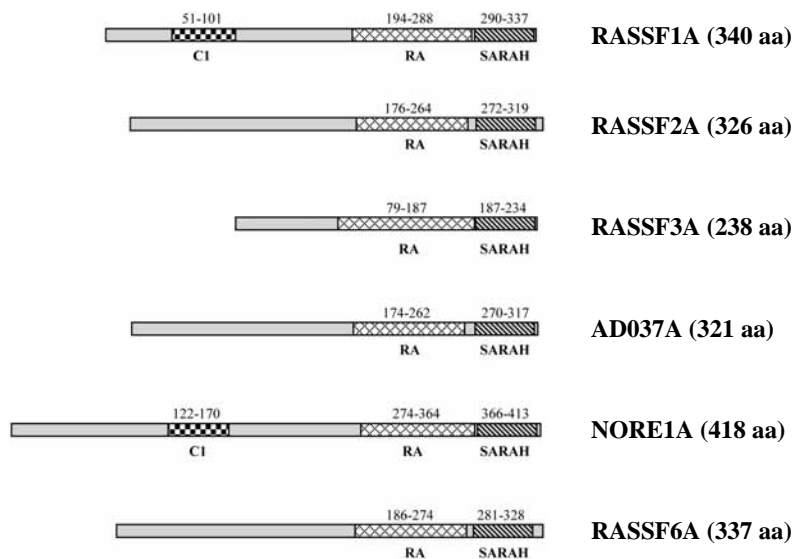 51-101 194-288 290-337
RASSF1A (340 aa)
C1 RA SARAH
176-264 272-319
RASSF2A (326 aa)
RA SARAH
79-187 187-234
RASSF3A (238 aa)
RA SARAH
174-262 270-317
AD037A (321 aa)
RA SARAH
122-170 274-364 366-413
NORE1A (418 aa)
C1 RA SARAH
186-274 281-328
RASSF6A (337 aa)
RA SARAH